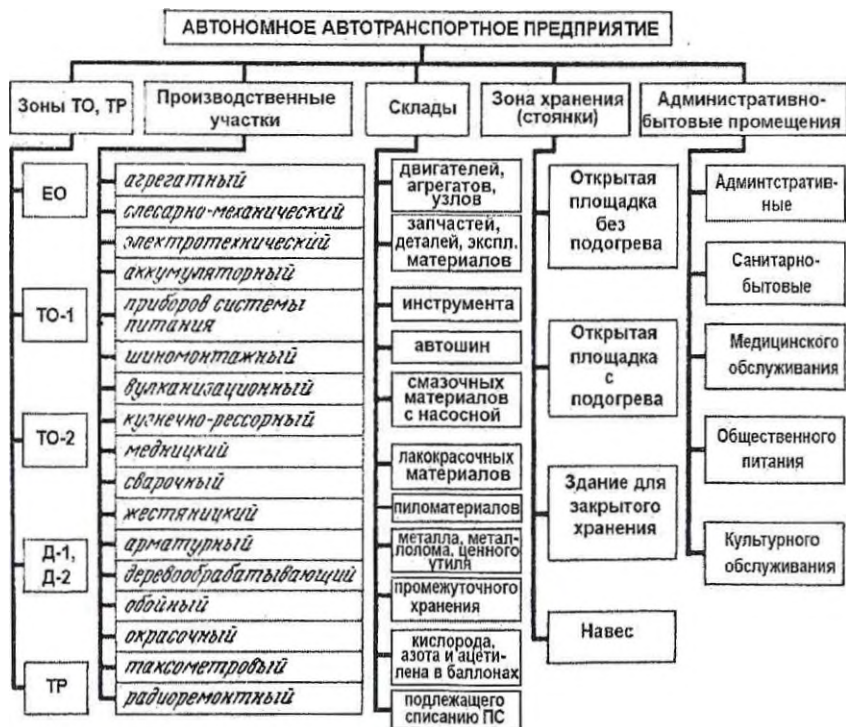 АВТОНОМНОЕ АВТОТРАНСПОРТНОЕ ПРЕДПРИЯТИЕ
Зоны ТО, ТР
ЕО
ТО-1
ТО-2
Д-1,
Д-2
ТР
Производственные
участки
агрегатный
слесарно-механический
электротехнический
аккумуляторный
приборов системы
питания
шиномонтажный
вулканизационный
кузнечно-рессорный
медницкий
сварочный
жестяницкий
арматурный
деревообрабатывающий
обойный
окрасочный
таксометровый
радиоремонтный
Склады
двигателей,
агрегатов,
узлов
запчастей,
деталей, экспл.
материалов
инструмента
автошин
смазочных
материалов
с насосной
лакокрасочных
материалов
пиломатериалов
металла, метал-
лолома, ценного
утиля
промежуточного
хранения
кислорода,
азота и ацети-
лена в баллонах
подлежащего
списанию ПС
Зона хранения
(стоянки)
Открытая
площадка
без
подогрева
Открытая
площадка
с
подогрева
Здание для
закрытого
хранения
Навес
Административно-
бытовые промещения
Админтстратив-
ные
Санитарно-
бытовые
Медицинского
обслуживания
Общественного
питания
Культурного
обслуживания